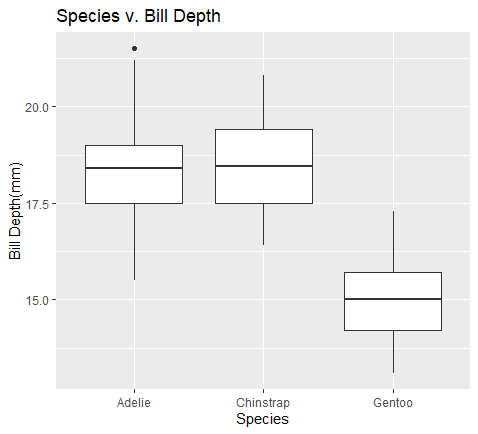 Species v. Bill Depth
Bill Depth(mm)
20.0
17.5
15.0
Adelie
Chinstrap
Gentoo
Species